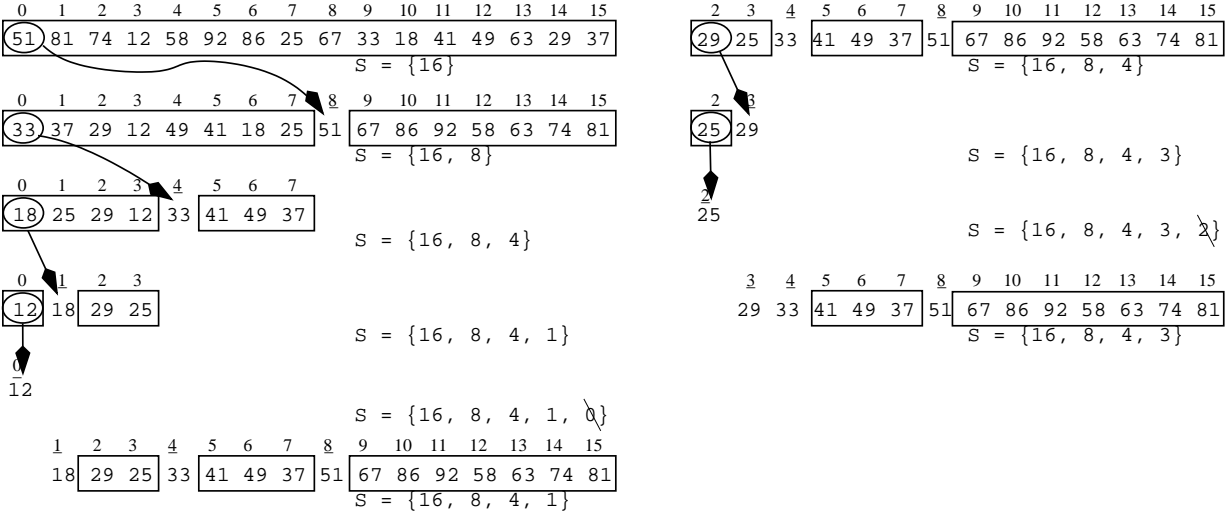 0 1 2 3 4 5 6 7 8 9 10 11 12 13 14 15
51 81 74 12 58 92 86 25 67 33 18 41 49 63 29 37
S = {16}
0 1 2 3 4 5 6 7 8 9 10 11 12 13 14 15
33 37 29 12 49 41 18 25 51 67 86 92 58 63 74 81
S = {16, 8}
0 1 2 3 4 5 6 7
18 25 29 12 33 41 49 37
S = {16, 8, 4}
0 1 2 3
12 18 29 25
S = {16, 8, 4, 1}
0
12
S = {16, 8, 4, 1, 0}
1 2 3 4 5 6 7 8 9 10 11 12 13 14 15
18 29 25 33 41 49 37 51 67 86 92 58 63 74 81
S = {16, 8, 4, 1}
2 3 4 5 6 7 8 9 10 11 12 13 14 15
29 25 33 41 49 37 51 67 86 92 58 63 74 81
S = {16, 8, 4}
2 3
25 29
S = {16, 8, 4, 3}
2
25
S = {16, 8, 4, 3, 2}
3 4 5 6 7 8 9 10 11 12 13 14 15
29 33 41 49 37 51 67 86 92 58 63 74 81
S = {16, 8, 4, 3}